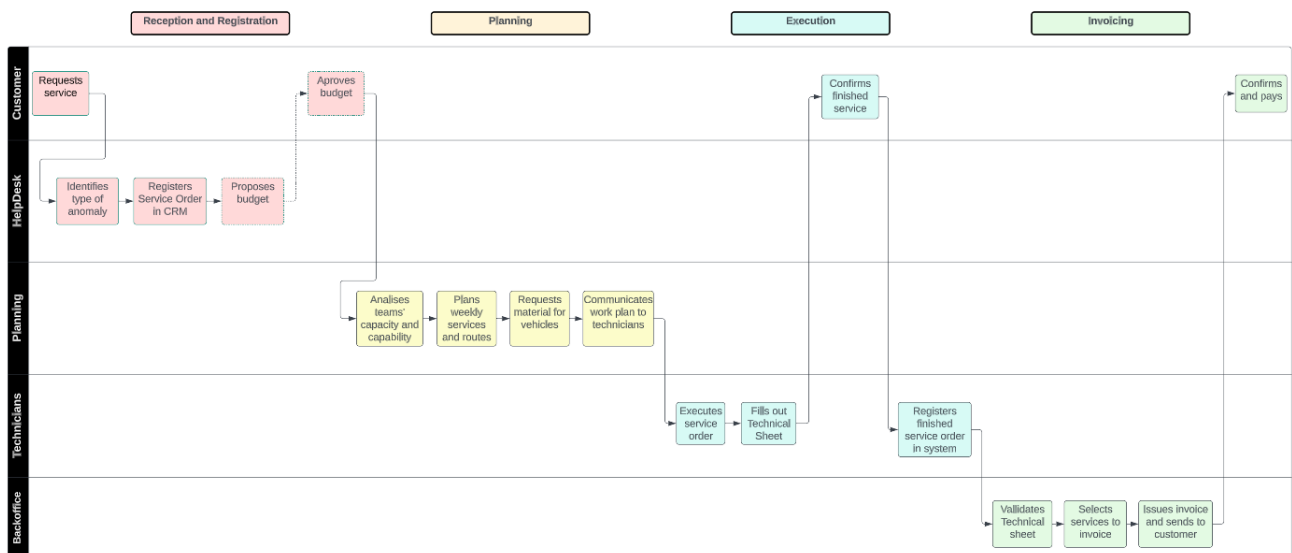 Reception and Registration
Planning
Execution
Invoicing
Customer
Requests
service
Aproves
budget
Confirms
finished
service
Confirms
and pays
HelpDesk
Identifies
type of
anomaly
Registers
Service Order
in CRM
Proposes
budget
Planning
Analises
teams'
capacity and
capability
Plans
weekly
services
and routes
Requests
material for
vehicles
Communicates
work plan to
technicians
Technicians
Executes
service
order
Fills out
Technical
Sheet
Registers
finished
service order
in system
Backoffice
Vallidates
Technical
sheet
Selects
services to
invoice
Issues invoice
and sends to
customer